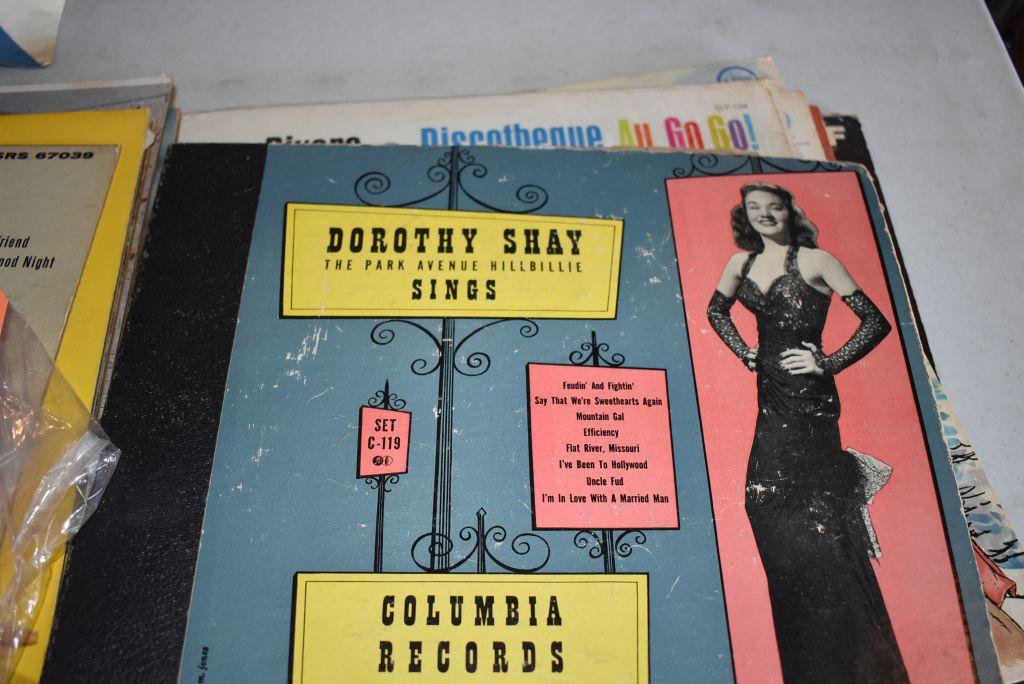 SRS 67039
riend
ood Night
Discotheque Au Go Go!
DOROTHY SHAY
THE PARK AVENUE HILLBILLIE
SINGS
SET
C-119
Feudin' And Fightin'
Say That We're Sweethearts Again
Mountain Gal
Efficiency
Flat River, Missouri
I've Been To Hollywood
Uncle Fud
I'm In Love With A Married Man
COLUMBIA
RECORDS
m. jones